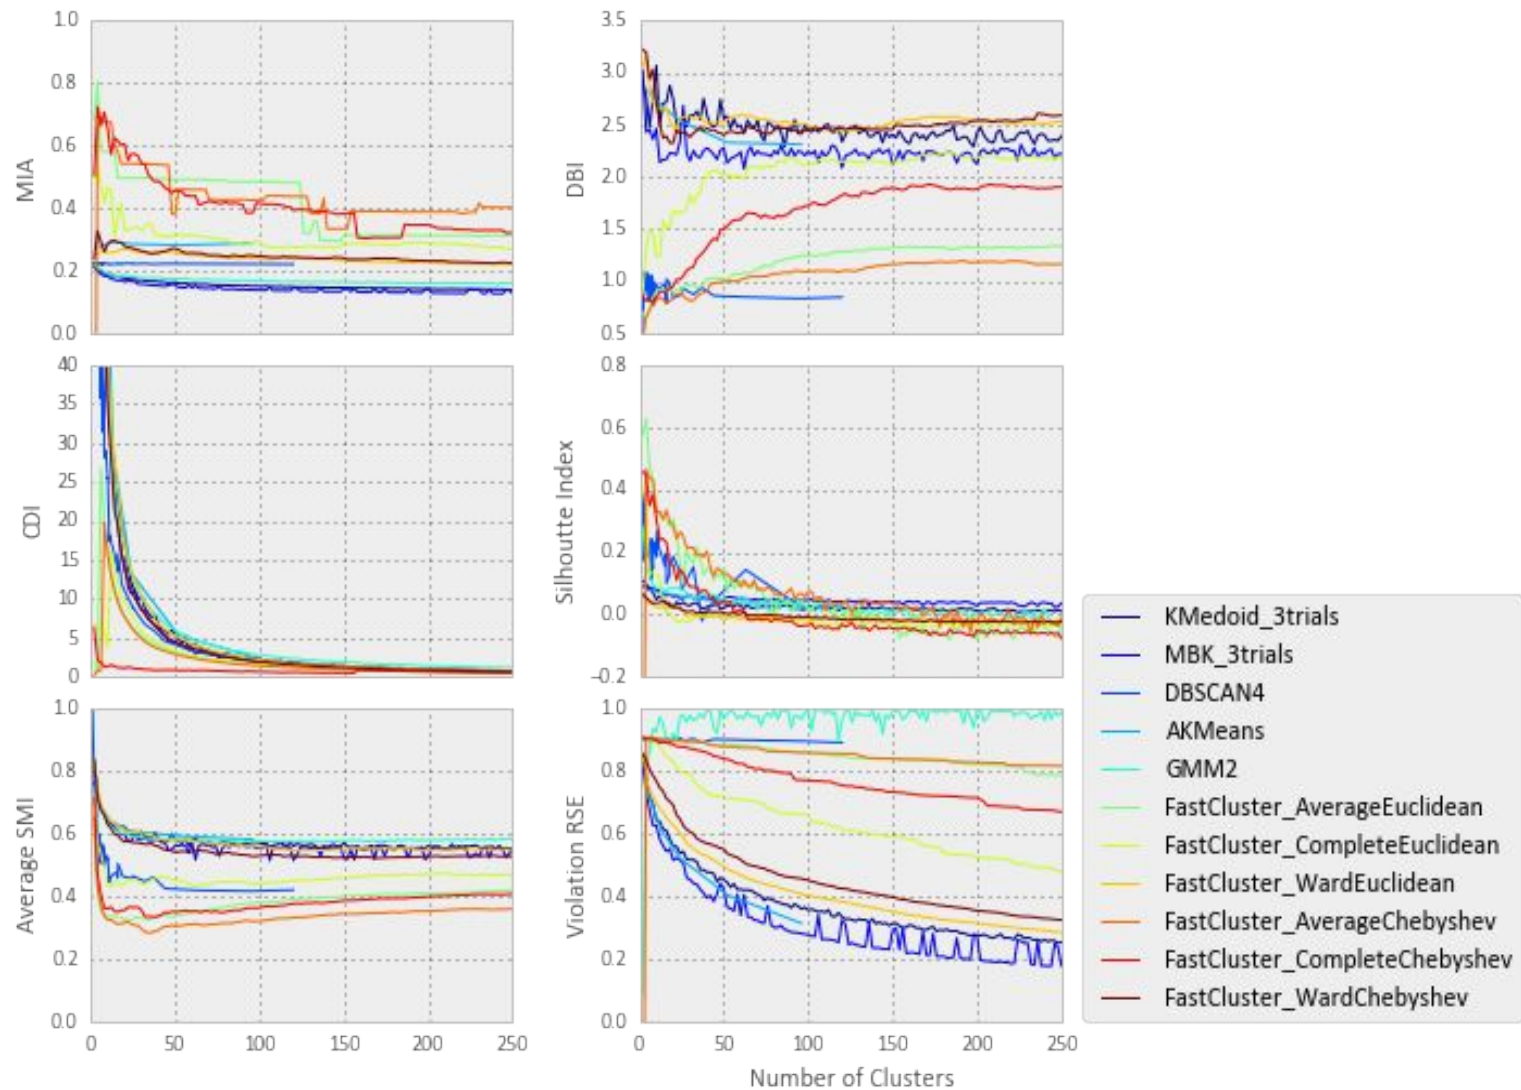 1.0
0.8
0.6
0.4
0.2
0.0
MIA
3.5
3.0
2.5
2.0
1.5
1.0
0.5
DBI
40
35
30
25
20
15
10
5
0
CDI
0.8
0.6
0.4
0.2
0.0
−0.2
Silhoutte Index
1.0
0.8
0.6
0.4
0.2
0.0
Average SMI
0 50 100 150 200 250
1.0
0.8
0.6
0.4
0.2
0.0
Violation RSE
0 50 100 150 200 250
Number of Clusters
KMedoid_3trials
MBK_3trials
DBSCAN4
AKMeans
GMM2
FastCluster_AverageEuclidean
FastCluster_CompleteEuclidean
FastCluster_WardEuclidean
FastCluster_AverageChebyshev
FastCluster_CompleteChebyshev
FastCluster_WardChebyshev